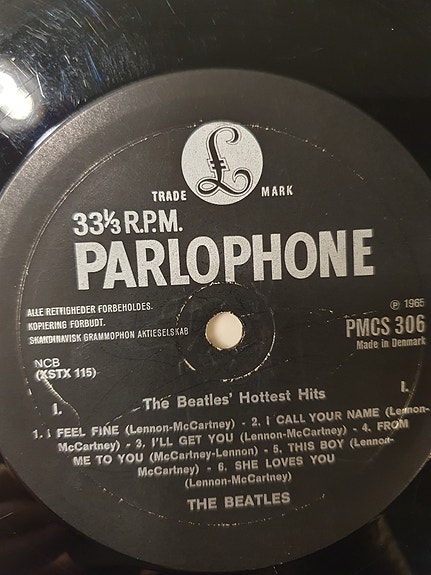 £
TRADE MARK
33⅓ R.P.M.
PARLOPHONE
ALLE RETTIGHEDER FORBEHOLDES.
KOPIERING FORBUDT.
SKANDINAVISK GRAMMOPHON AKTIESELSKAB
℗ 1965
PMCS 306
Made in Denmark
NCB
(XSTX 115)
I. I.
The Beatles' Hottest Hits
1. I FEEL FINE (Lennon-McCartney) - 2. I CALL YOUR NAME (Lennon-
McCartney) - 3. I'LL GET YOU (Lennon-McCartney) - 4. FROM
ME TO YOU (McCartney-Lennon) - 5. THIS BOY (Lennon-
McCartney) - 6. SHE LOVES YOU
(Lennon-McCartney)
THE BEATLES